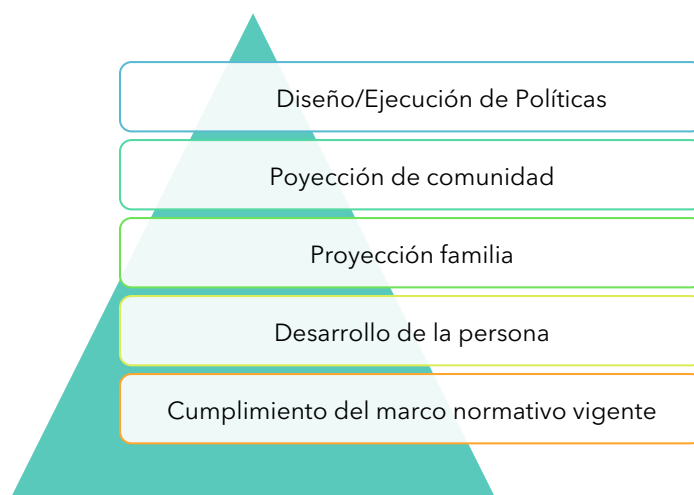 Diseño/Ejecución de Políticas
Poyección de comunidad
Proyección familia
Desarrollo de la persona
Cumplimiento del marco normativo vigente